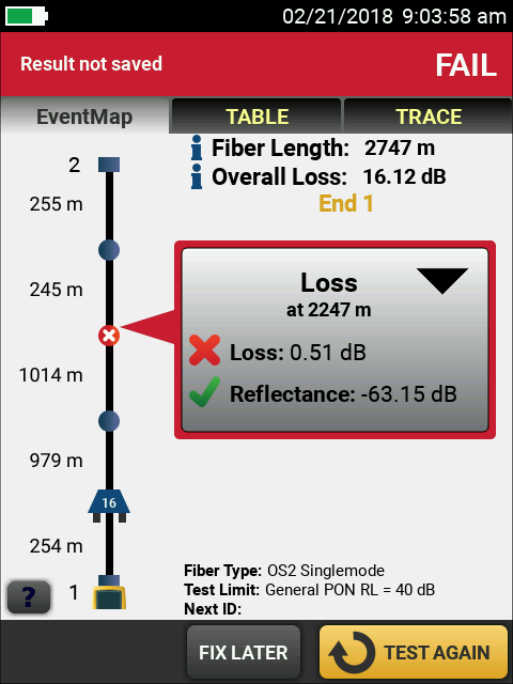 02/21/2018 9:03:58 am
Result not saved FAIL
EventMap TABLE TRACE
Fiber Length: 2747 m
Overall Loss: 16.12 dB
End 1
2
255 m
245 m
1014 m
979 m
16
254 m
1
Loss
at 2247 m
Loss: 0.51 dB
Reflectance: -63.15 dB
Fiber Type: OS2 Singlemode
Test Limit: General PON RL = 40 dB
Next ID:
?
FIX LATER TEST AGAIN